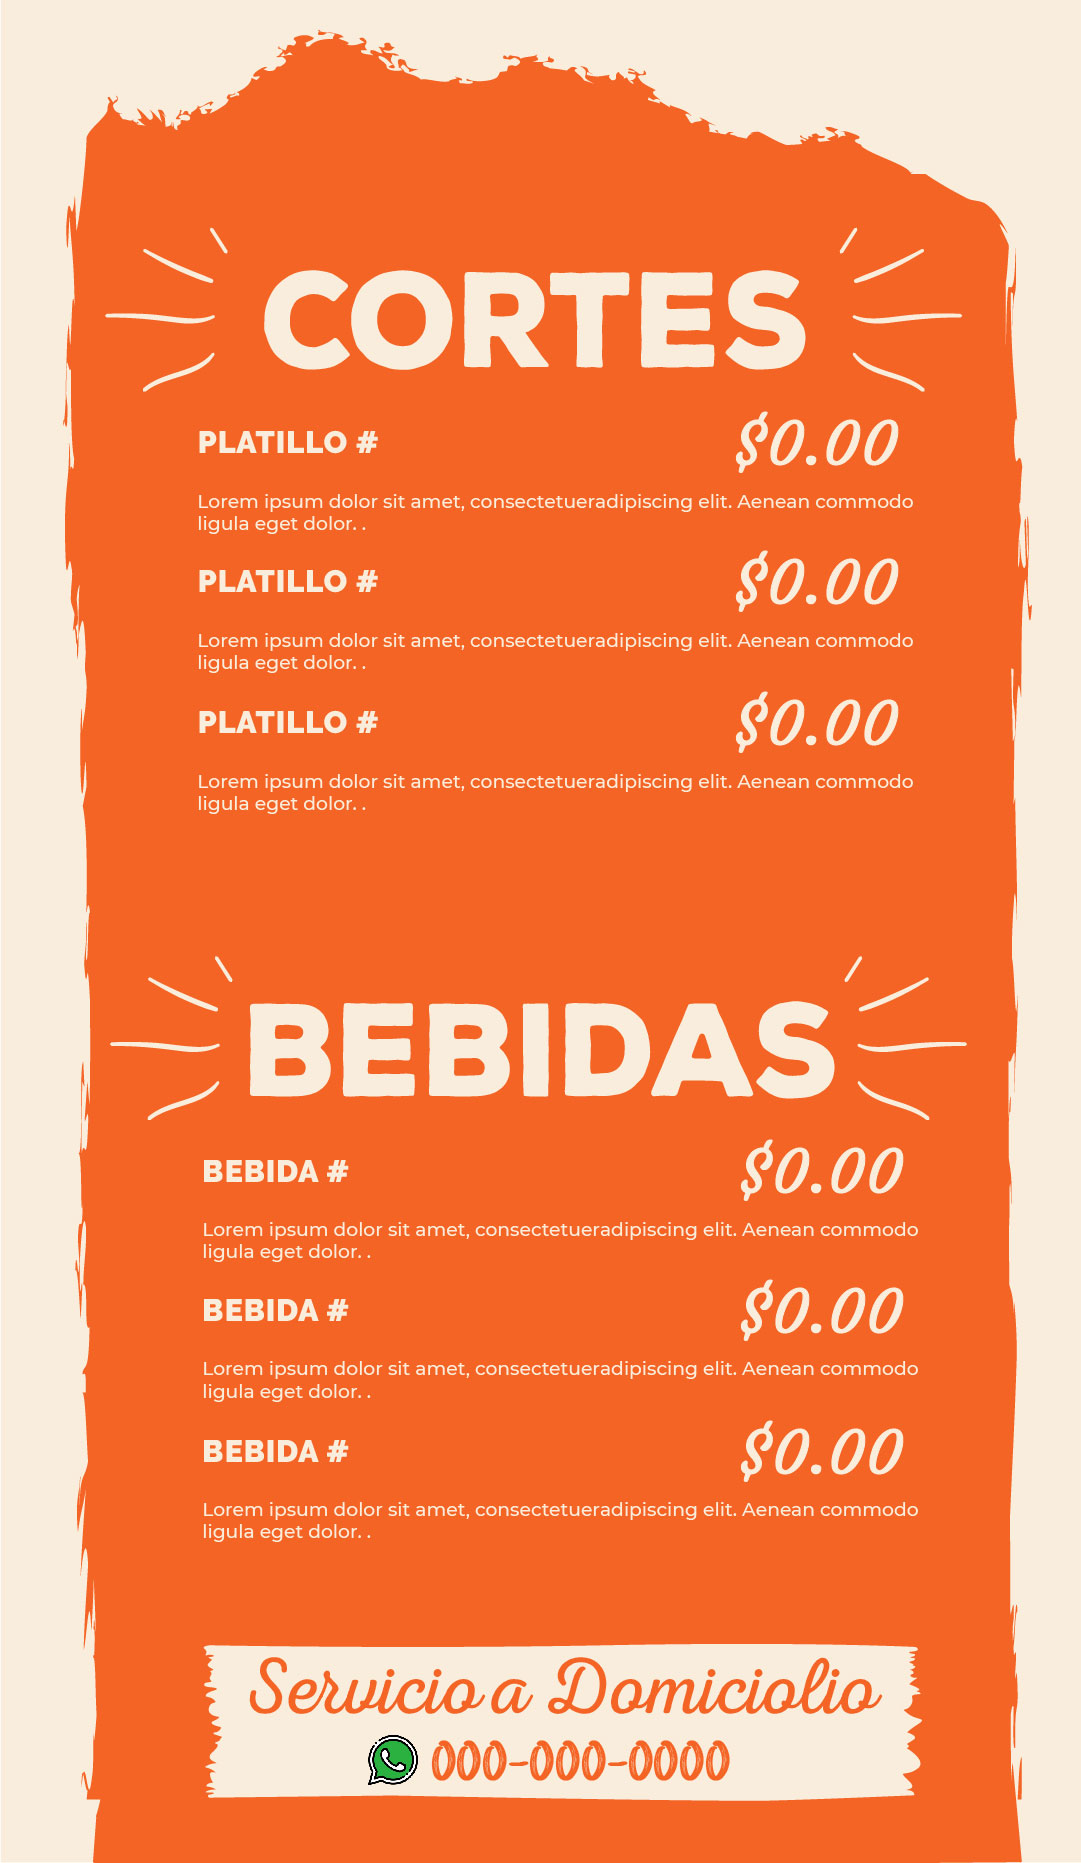 CORTES
PLATILLO # $0.00
Lorem ipsum dolor sit amet, consectetueradipiscing elit. Aenean commodo
ligula eget dolor. .
PLATILLO # $0.00
Lorem ipsum dolor sit amet, consectetueradipiscing elit. Aenean commodo
ligula eget dolor. .
PLATILLO # $0.00
Lorem ipsum dolor sit amet, consectetueradipiscing elit. Aenean commodo
ligula eget dolor. .
BEBIDAS
BEBIDA # $0.00
Lorem ipsum dolor sit amet, consectetueradipiscing elit. Aenean commodo
ligula eget dolor. .
BEBIDA # $0.00
Lorem ipsum dolor sit amet, consectetueradipiscing elit. Aenean commodo
ligula eget dolor. .
BEBIDA # $0.00
Lorem ipsum dolor sit amet, consectetueradipiscing elit. Aenean commodo
ligula eget dolor. .
Servicio a Domiciolio
000-000-0000